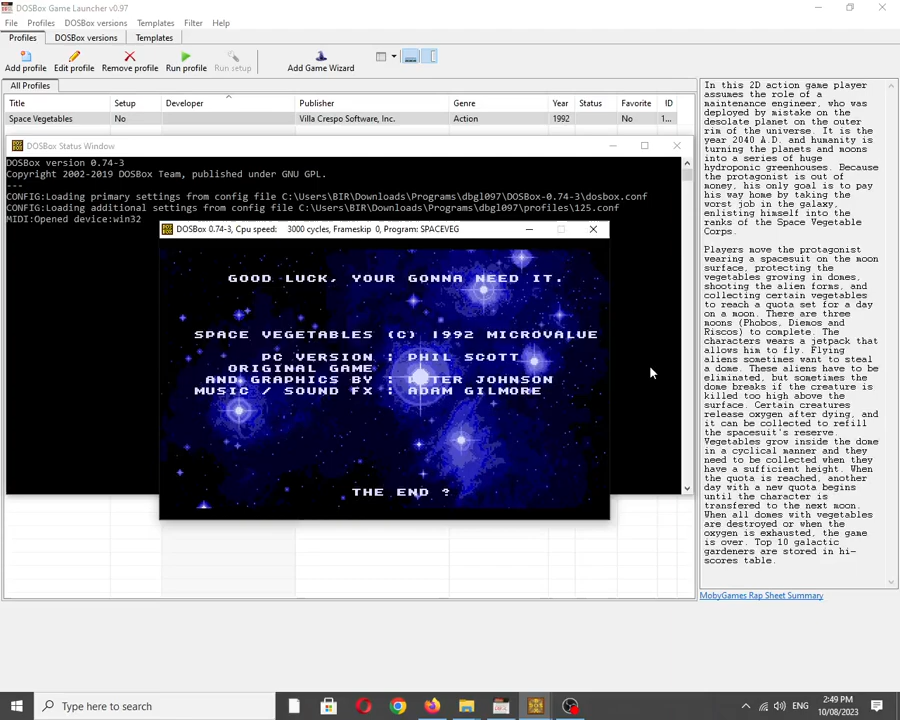 DOSBox Game Launcher v0.97
File Profiles DOSBox versions Templates Filter Help
Profiles DOSBox versions Templates
Add profile Edit profile Remove profile Run profile Run setup Add Game Wizard
All Profiles
Title Setup Developer Publisher Genre Year Status Favorite ID
Space Vegetables No Villa Crespo Software, Inc. Action 1992 No 1...
DOSBox Status Window
DOSBox version 0.74-3
Copyright 2002-2019 DOSBox Team, published under GNU GPL.
---
CONFIG:Loading primary settings from config file C:\Users\BIR\Downloads\Programs\dbgl097\DOSBox-0.74-3\dosbox.conf
CONFIG:Loading additional settings from config file C:\Users\BIR\Downloads\Programs\dbgl097\profiles\125.conf
MIDI:Opened device:win32
DOSBox 0.74-3, Cpu speed: 3000 cycles, Frameskip 0, Program: SPACEVEG
GOOD LUCK, YOUR GONNA NEED IT.
SPACE VEGETABLES (C) 1992 MICROVALUE
PC VERSION : PHIL SCOTT
ORIGINAL GAME
AND GRAPHICS BY : PETER JOHNSON
MUSIC / SOUND FX : ADAM GILMORE
THE END ?
In this 2D action game player
assumes the role of a
maintenance engineer, who was
deployed by mistake on the
desolate planet on the outer
rim of the universe. It is the
year 2040 A.D. and humanity is
turning the planets and moons
into a series of huge
hydroponic greenhouses. Because
the protagonist is out of
money, his only goal is to pay
his way home by taking the
worst job in the galaxy,
enlisting himself into the
ranks of the Space Vegetable
Corps.
Players move the protagonist
wearing a spacesuit on the moon
surface, protecting the
vegetables growing in domes,
shooting the alien forms, and
collecting certain vegetables
to reach a quota set for a day
on a moon. There are three
moons (Phobos, Diemos and
Riscos) to complete. The
characters wears a jetpack that
allows him to fly. Flying
aliens sometimes want to steal
a dome. These aliens have to be
eliminated, but sometimes the
dome breaks if the creature is
killed too high above the
surface. Certain creatures
release oxygen after dying, and
it can be collected to refill
the spacesuit's reserve.
Vegetables grow inside the dome
in a cyclical manner and they
need to be collected when they
have a sufficient height. When
the quota is reached, another
day with a new quota begins
until the character is
transfered to the next moon.
When all domes with vegetables
are destroyed or when the
oxygen is exhausted, the game
is over. Top 10 galactic
gardeners are stored in hi-
scores table.
MobyGames Rap Sheet Summary
Type here to search
2:49 PM
10/08/2023